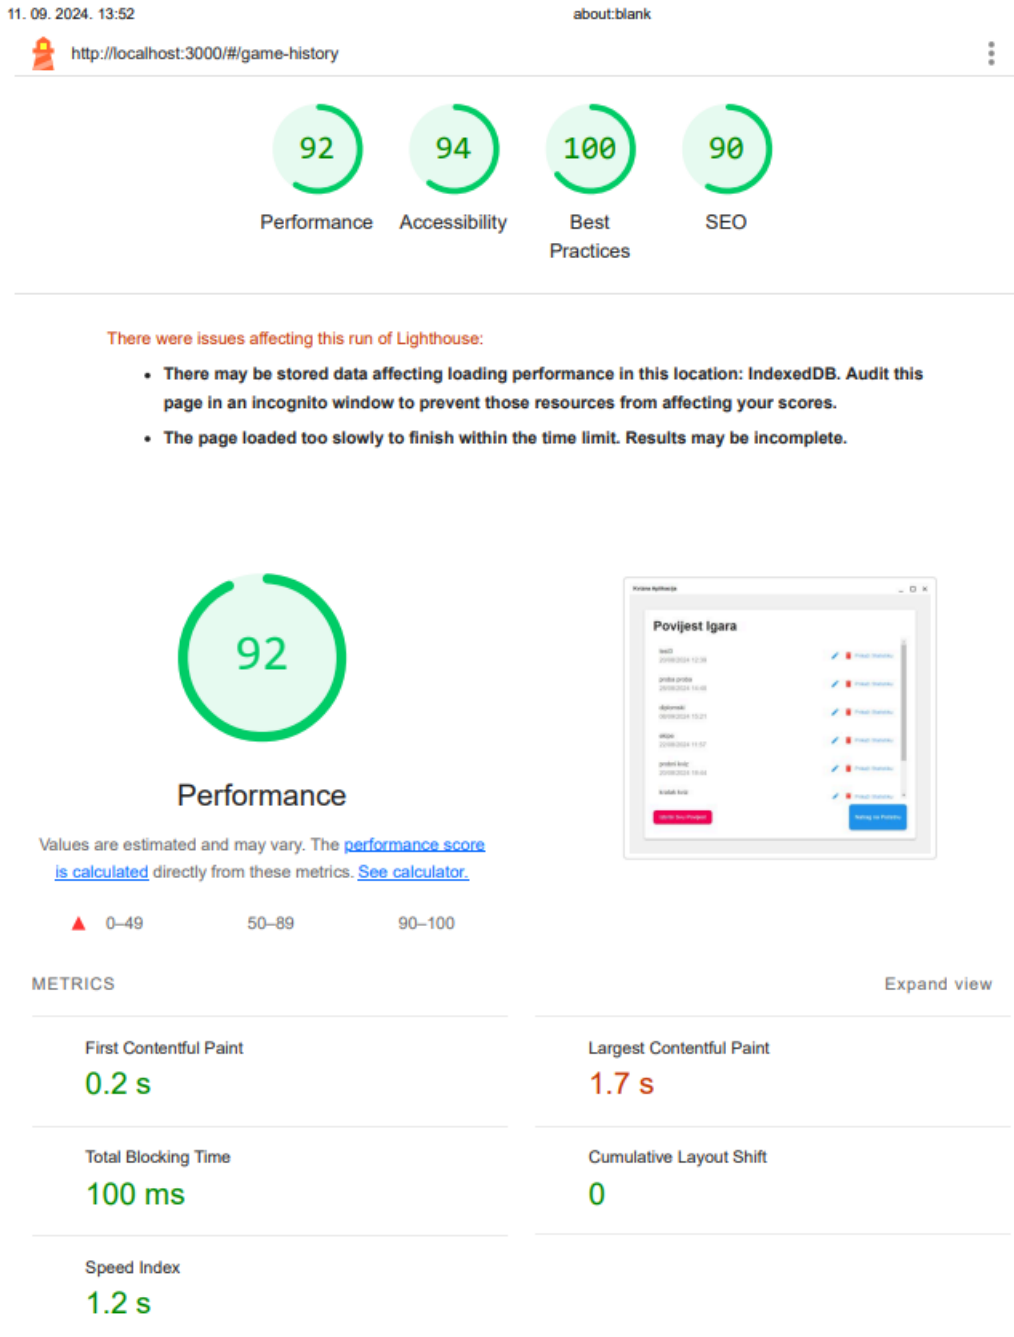 11. 09. 2024. 13:52
about:blank
http://localhost:3000/#/game-history
92
94
100
90
Performance
Accessibility
Best
Practices
SEO
There were issues affecting this run of Lighthouse:
• There may be stored data affecting loading performance in this location: IndexedDB. Audit this
page in an incognito window to prevent those resources from affecting your scores.
• The page loaded too slowly to finish within the time limit. Results may be incomplete.
92
Performance
Values are estimated and may vary. The performance score
is calculated directly from these metrics. See calculator.
0–49
50–89
90–100
Povijest Igara
proba proba
diplomski
METRICS
Expand view
First Contentful Paint
0.2 s
Largest Contentful Paint
1.7 s
Total Blocking Time
100 ms
Cumulative Layout Shift
0
Speed Index
1.2 s